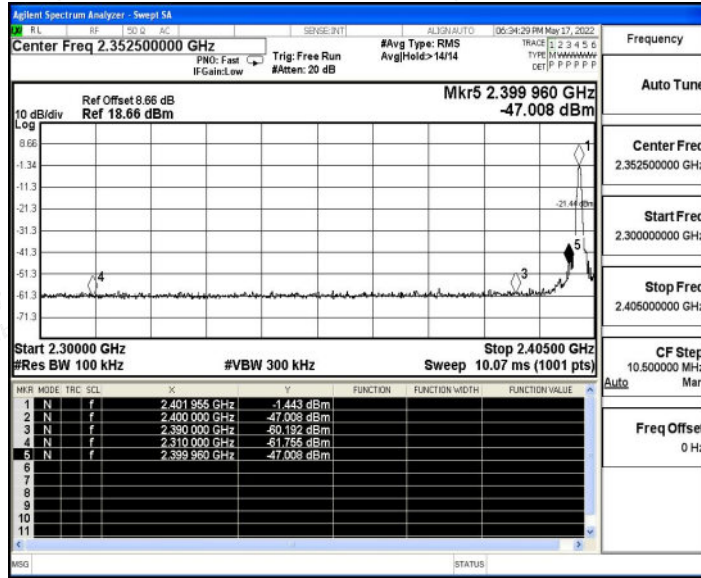 Agilent Spectrum Analyzer - Swept SA
RL RF 50 Ω AC SENSE:INT ALIGN AUTO 06:34:29 PM May 17, 2022
Center Freq 2.352500000 GHz
PNO: Fast
IFGain:Low
Trig: Free Run
#Atten: 20 dB
#Avg Type: RMS
Avg|Hold:>14/14
TRACE 1 2 3 4 5 6
TYPE MWWWWW
DET P P P P P P
Ref Offset 8.66 dB
Ref 18.66 dBm
10 dB/div
Log
Mkr5 2.399 960 GHz
-47.008 dBm
8.66
-1.34
-11.3
-21.3
-31.3
-41.3
-51.3
-61.3
-71.3
1
5
3
4
Start 2.30000 GHz
Stop 2.40500 GHz
#Res BW 100 kHz
#VBW 300 kHz
Sweep 10.07 ms (1001 pts)
MKR MODE TRC SCL X Y FUNCTION FUNCTION WIDTH FUNCTION VALUE
1 N f 2.401 955 GHz -1.443 dBm
2 N f 2.400 000 GHz -47.008 dBm
3 N f 2.390 000 GHz -60.192 dBm
4 N f 2.310 000 GHz -61.755 dBm
5 N f 2.399 960 GHz -47.008 dBm
6
7
8
9
10
11
MSG
STATUS
Frequency
Auto Tune
Center Freq
2.352500000 GHz
Start Freq
2.300000000 GHz
Stop Freq
2.405000000 GHz
CF Step
10.500000 MHz
Auto Man
Freq Offset
0 Hz